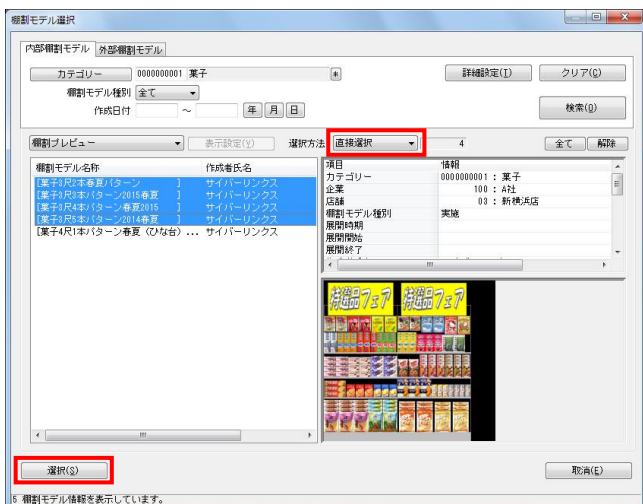 棚割モデル選択
内部棚割モデル 外部棚割モデル
カテゴリー 0000000001 菓子 * 詳細設定(I) クリア(C)
棚割モデル種別 全て
作成日付 ～ 年 月 日 検索(Q)
棚割プレビュー 表示設定(V) 選択方法 直接選択 4 全て 解除
棚割モデル名称 作成者氏名
[菓子3尺2本春夏パターン ] サイバーリンクス
[菓子3尺3本パターン2015春夏 ] サイバーリンクス
[菓子3尺4本パターン春夏2015 ] サイバーリンクス
[菓子3尺5本パターン2014春夏 ] サイバーリンクス
[菓子4尺1本パターン春夏（ひな台）... サイバーリンクス
項目 情報
カテゴリー 0000000001 : 菓子
企業 100 : A社
店舗 03 : 新横浜店
棚割モデル種別 実施
展開時期
展開開始
展開終了
特選品フェア 特選品フェア
選択(S) 取消(E)
5 棚割モデル情報を表示しています。